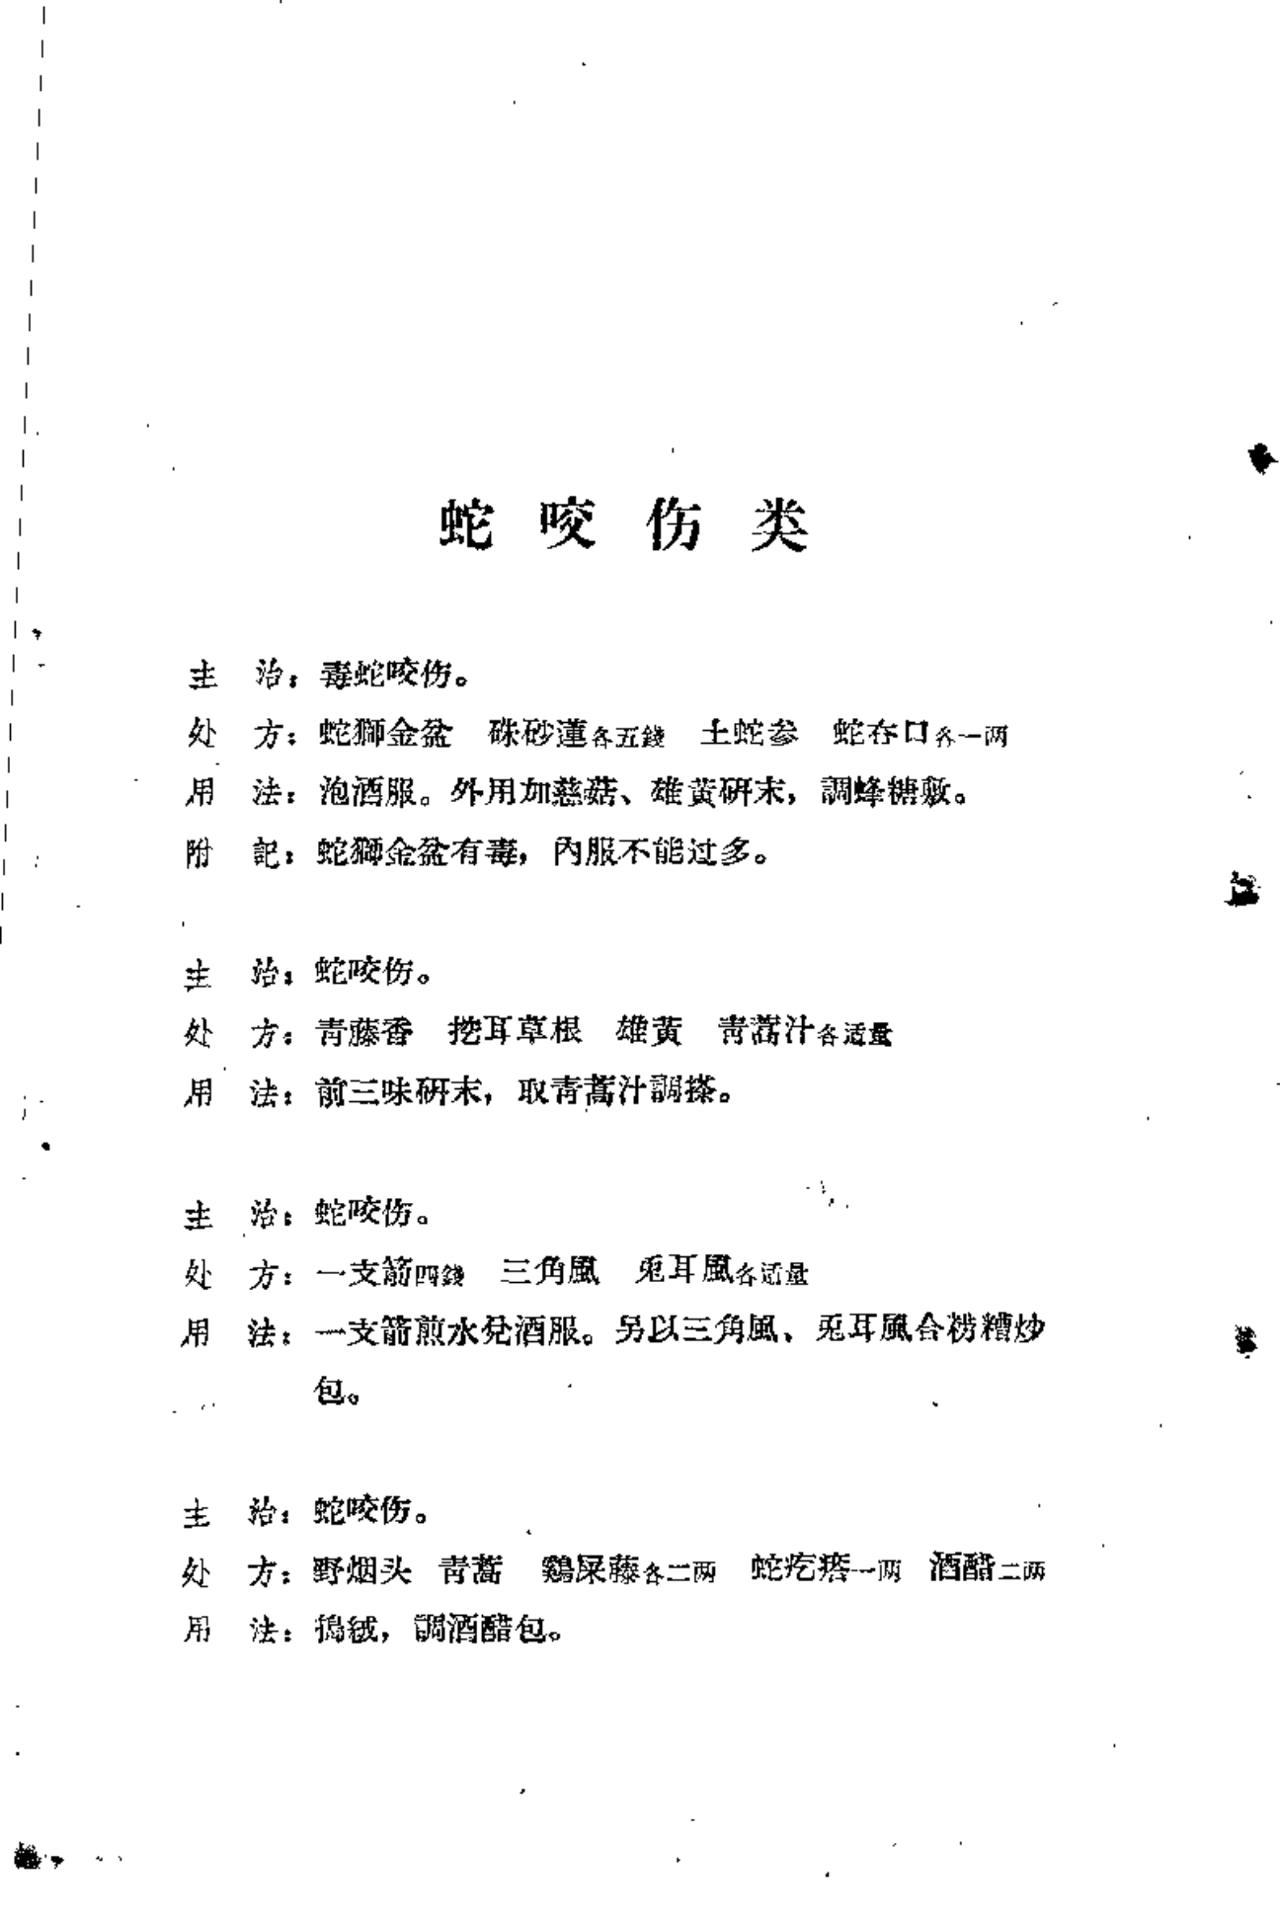 蛇咬伤类
主　治：毒蛇咬伤。
处　方：蛇獅金盆　硃砂蓮各五錢　土蛇参　蛇存口各一两
用　法：泡酒服。外用加慈菇、雄黄研末，調蜂糖敷。
附　記：蛇獅金盆有毒，內服不能过多。
主　治：蛇咬伤。
处　方：青藤香　挖耳草根　雄黄　青蒿汁各适量
用　法：前三味研末，取青蒿汁調搽。
主　治：蛇咬伤。
处　方：一支箭四錢　三角風　兎耳風各适量
用　法：一支箭煎水兌酒服。另以三角風、兎耳風合捞糟炒
包。
主　治：蛇咬伤。
处　方：野烟头　青蒿　鷄屎藤各二两　蛇疙瘩一两　酒醋二两
用　法：搗絨，調酒醋包。